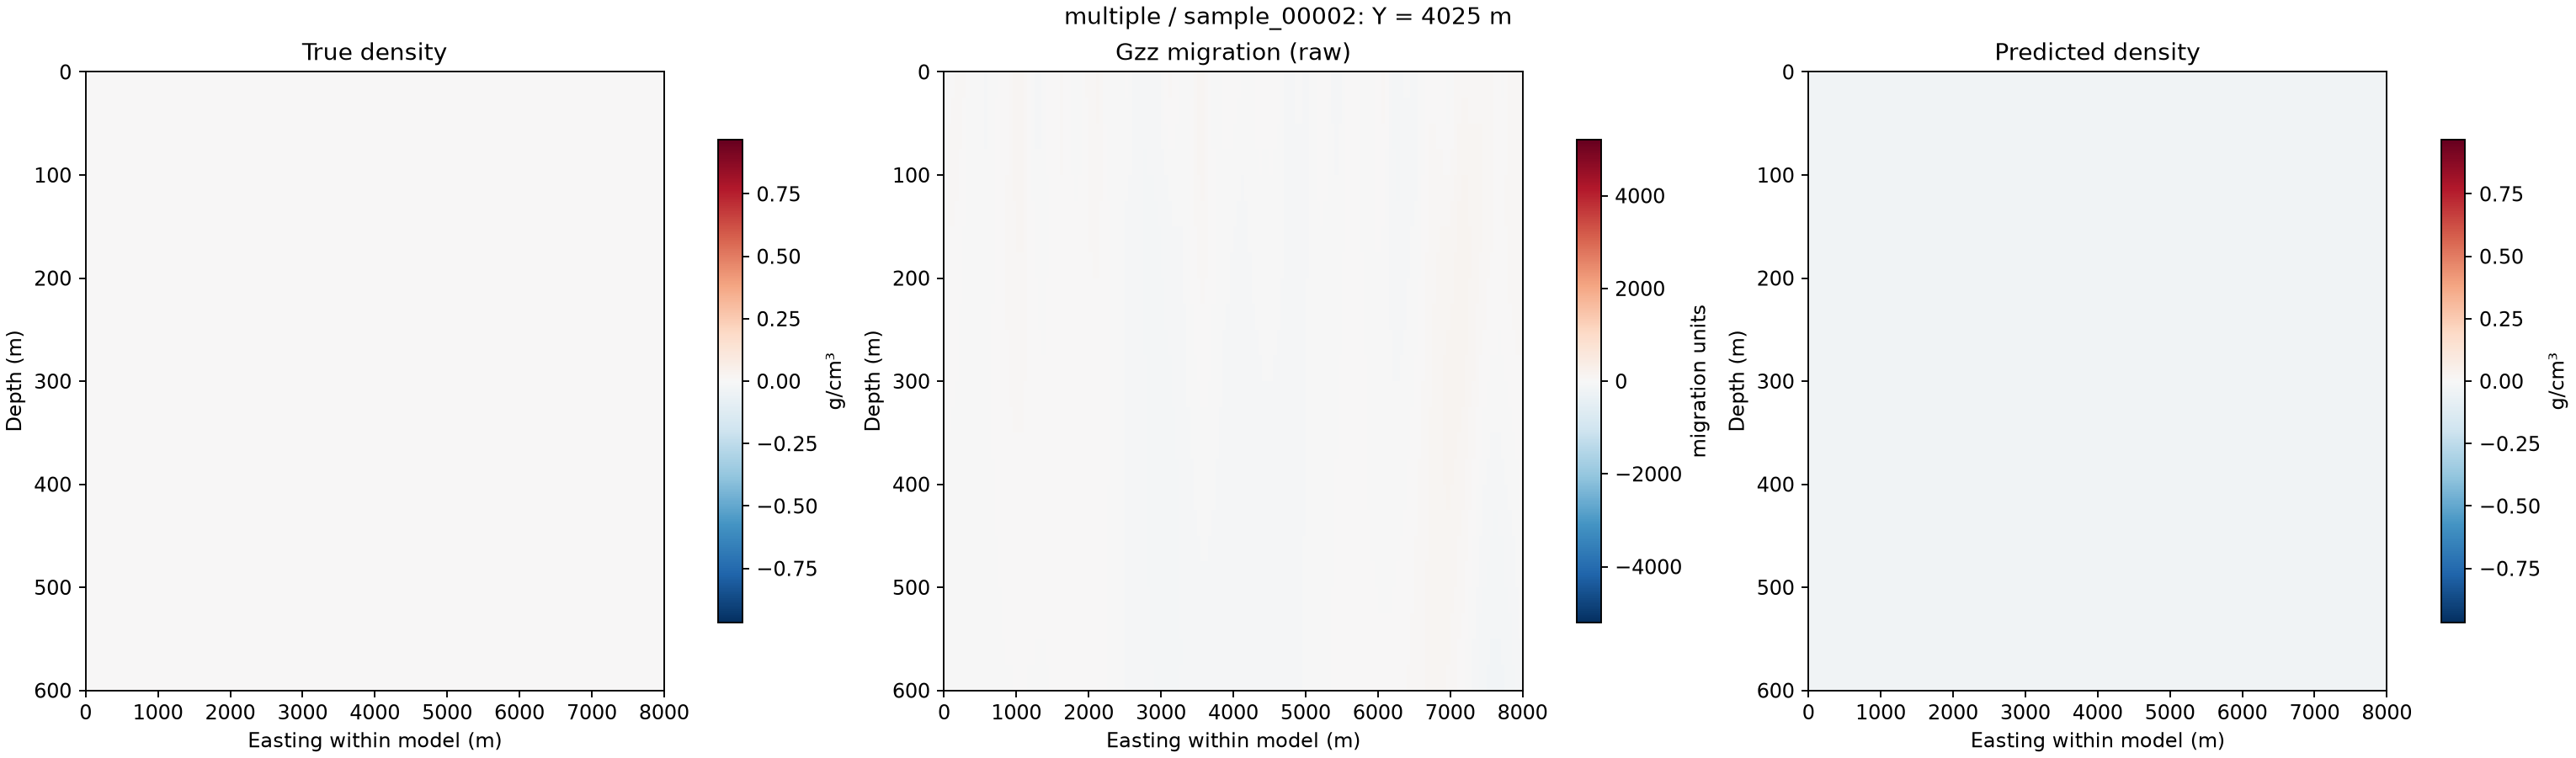 multiple / sample_00002: Y = 4025 m
True density
0
100
200
300
400
500
600
Depth (m)
0 1000 2000 3000 4000 5000 6000 7000 8000
Easting within model (m)
0.75
0.50
0.25
0.00
−0.25
−0.50
−0.75
g/cm³
Gzz migration (raw)
0
100
200
300
400
500
600
Depth (m)
0 1000 2000 3000 4000 5000 6000 7000 8000
Easting within model (m)
4000
2000
0
−2000
−4000
migration units
Predicted density
0
100
200
300
400
500
600
Depth (m)
0 1000 2000 3000 4000 5000 6000 7000 8000
Easting within model (m)
0.75
0.50
0.25
0.00
−0.25
−0.50
−0.75
g/cm³